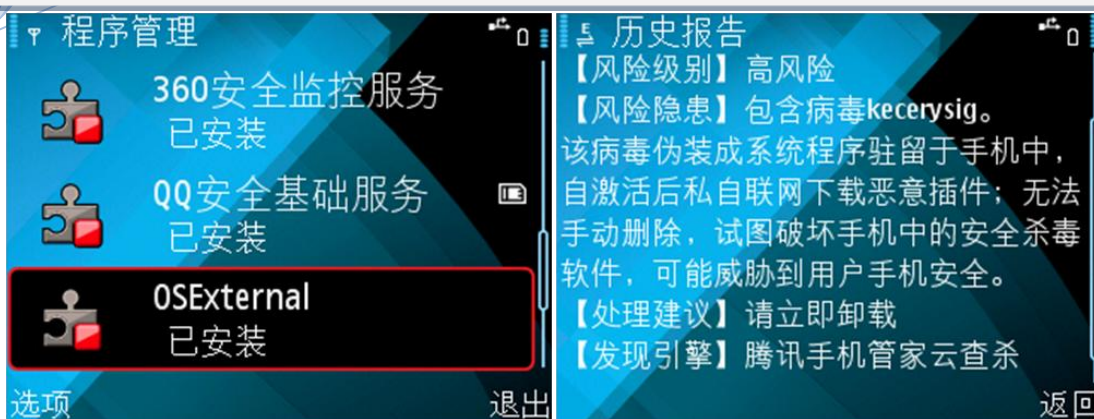 程序管理
360安全监控服务
已安装
QQ安全基础服务
已安装
OSExternal
已安装
选项
退出
历史报告
【风险级别】高风险
【风险隐患】包含病毒kecerysig。
该病毒伪装成系统程序驻留于手机中，
自激活后私自联网下载恶意插件；无法
手动删除，试图破坏手机中的安全杀毒
软件，可能威胁到用户手机安全。
【处理建议】请立即卸载
【发现引擎】腾讯手机管家云查杀
返回